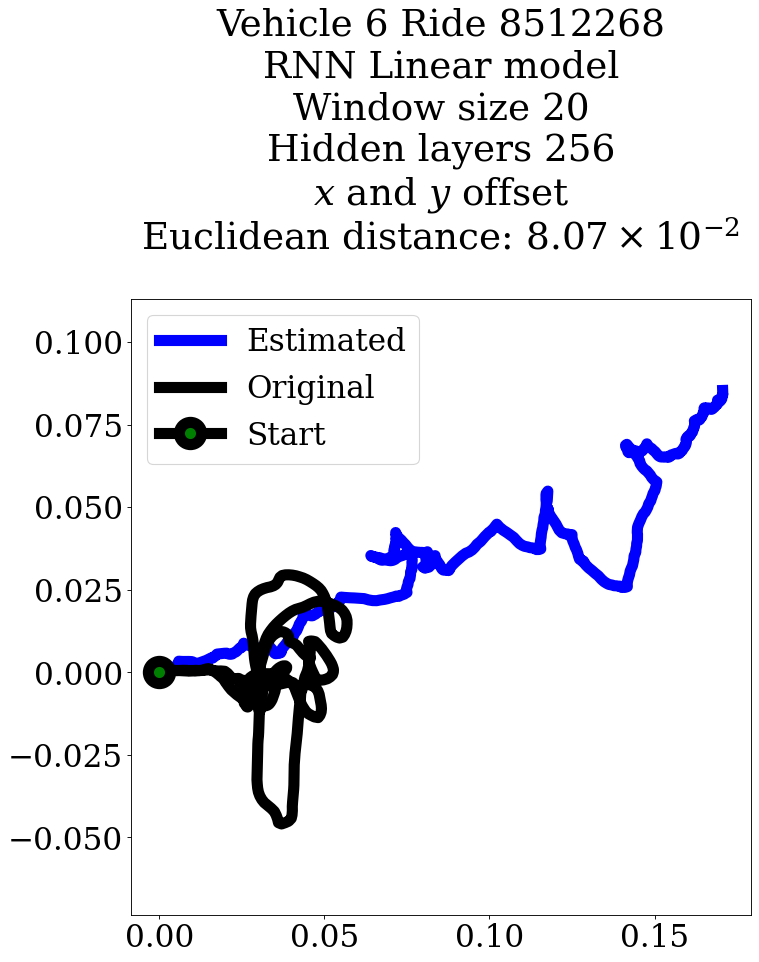 Vehicle 6 Ride 8512268
RNN Linear model
Window size 20
Hidden layers 256
x and y offset
Euclidean distance: 8.07 × 10⁻²
Estimated
Original
Start
0.100
0.075
0.050
0.025
0.000
−0.025
−0.050
0.00 0.05 0.10 0.15